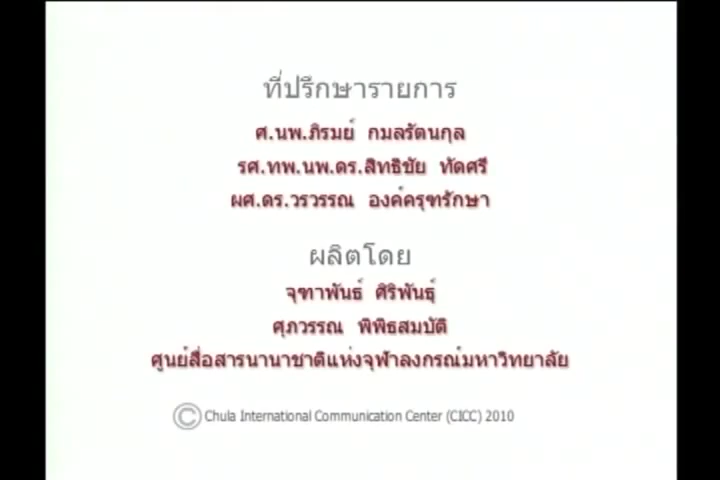 ที่ปรึกษารายการ
ศ.นพ.ภิรมย์ กมลรัตนกุล
รศ.ทพ.นพ.ดร.สิทธิชัย ทัดศรี
ผศ.ดร.วรวรรณ องค์ครุฑรักษา
ผลิตโดย
จุฑาพันธ์ ศิริพันธุ์
ศุภวรรณ พิพิธสมบัติ
ศูนย์สื่อสารนานาชาติแห่งจุฬาลงกรณ์มหาวิทยาลัย
© Chula International Communication Center (CICC) 2010